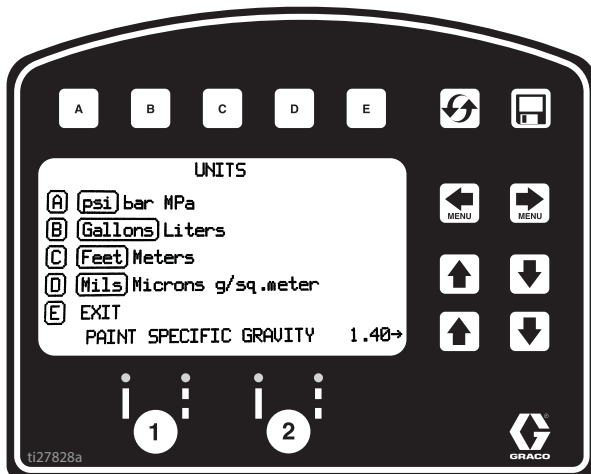 A B C D E
UNITS
A psi bar MPa
B Gallons Liters
C Feet Meters
D Mils Microns g/sq.meter
E EXIT
PAINT SPECIFIC GRAVITY 1.40→
MENU MENU
1 2
ti27828a
G
GRACO
®